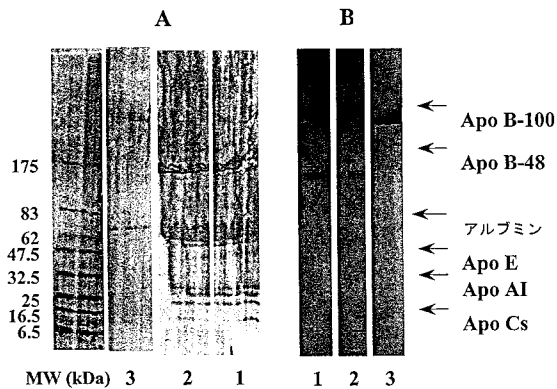 A
B
Apo B-100
175
Apo B-48
83
アルブミン
62
47.5
Apo E
32.5
Apo AI
25
16.5
Apo Cs
6.5
MW (kDa) 3 2 1 1 2 3